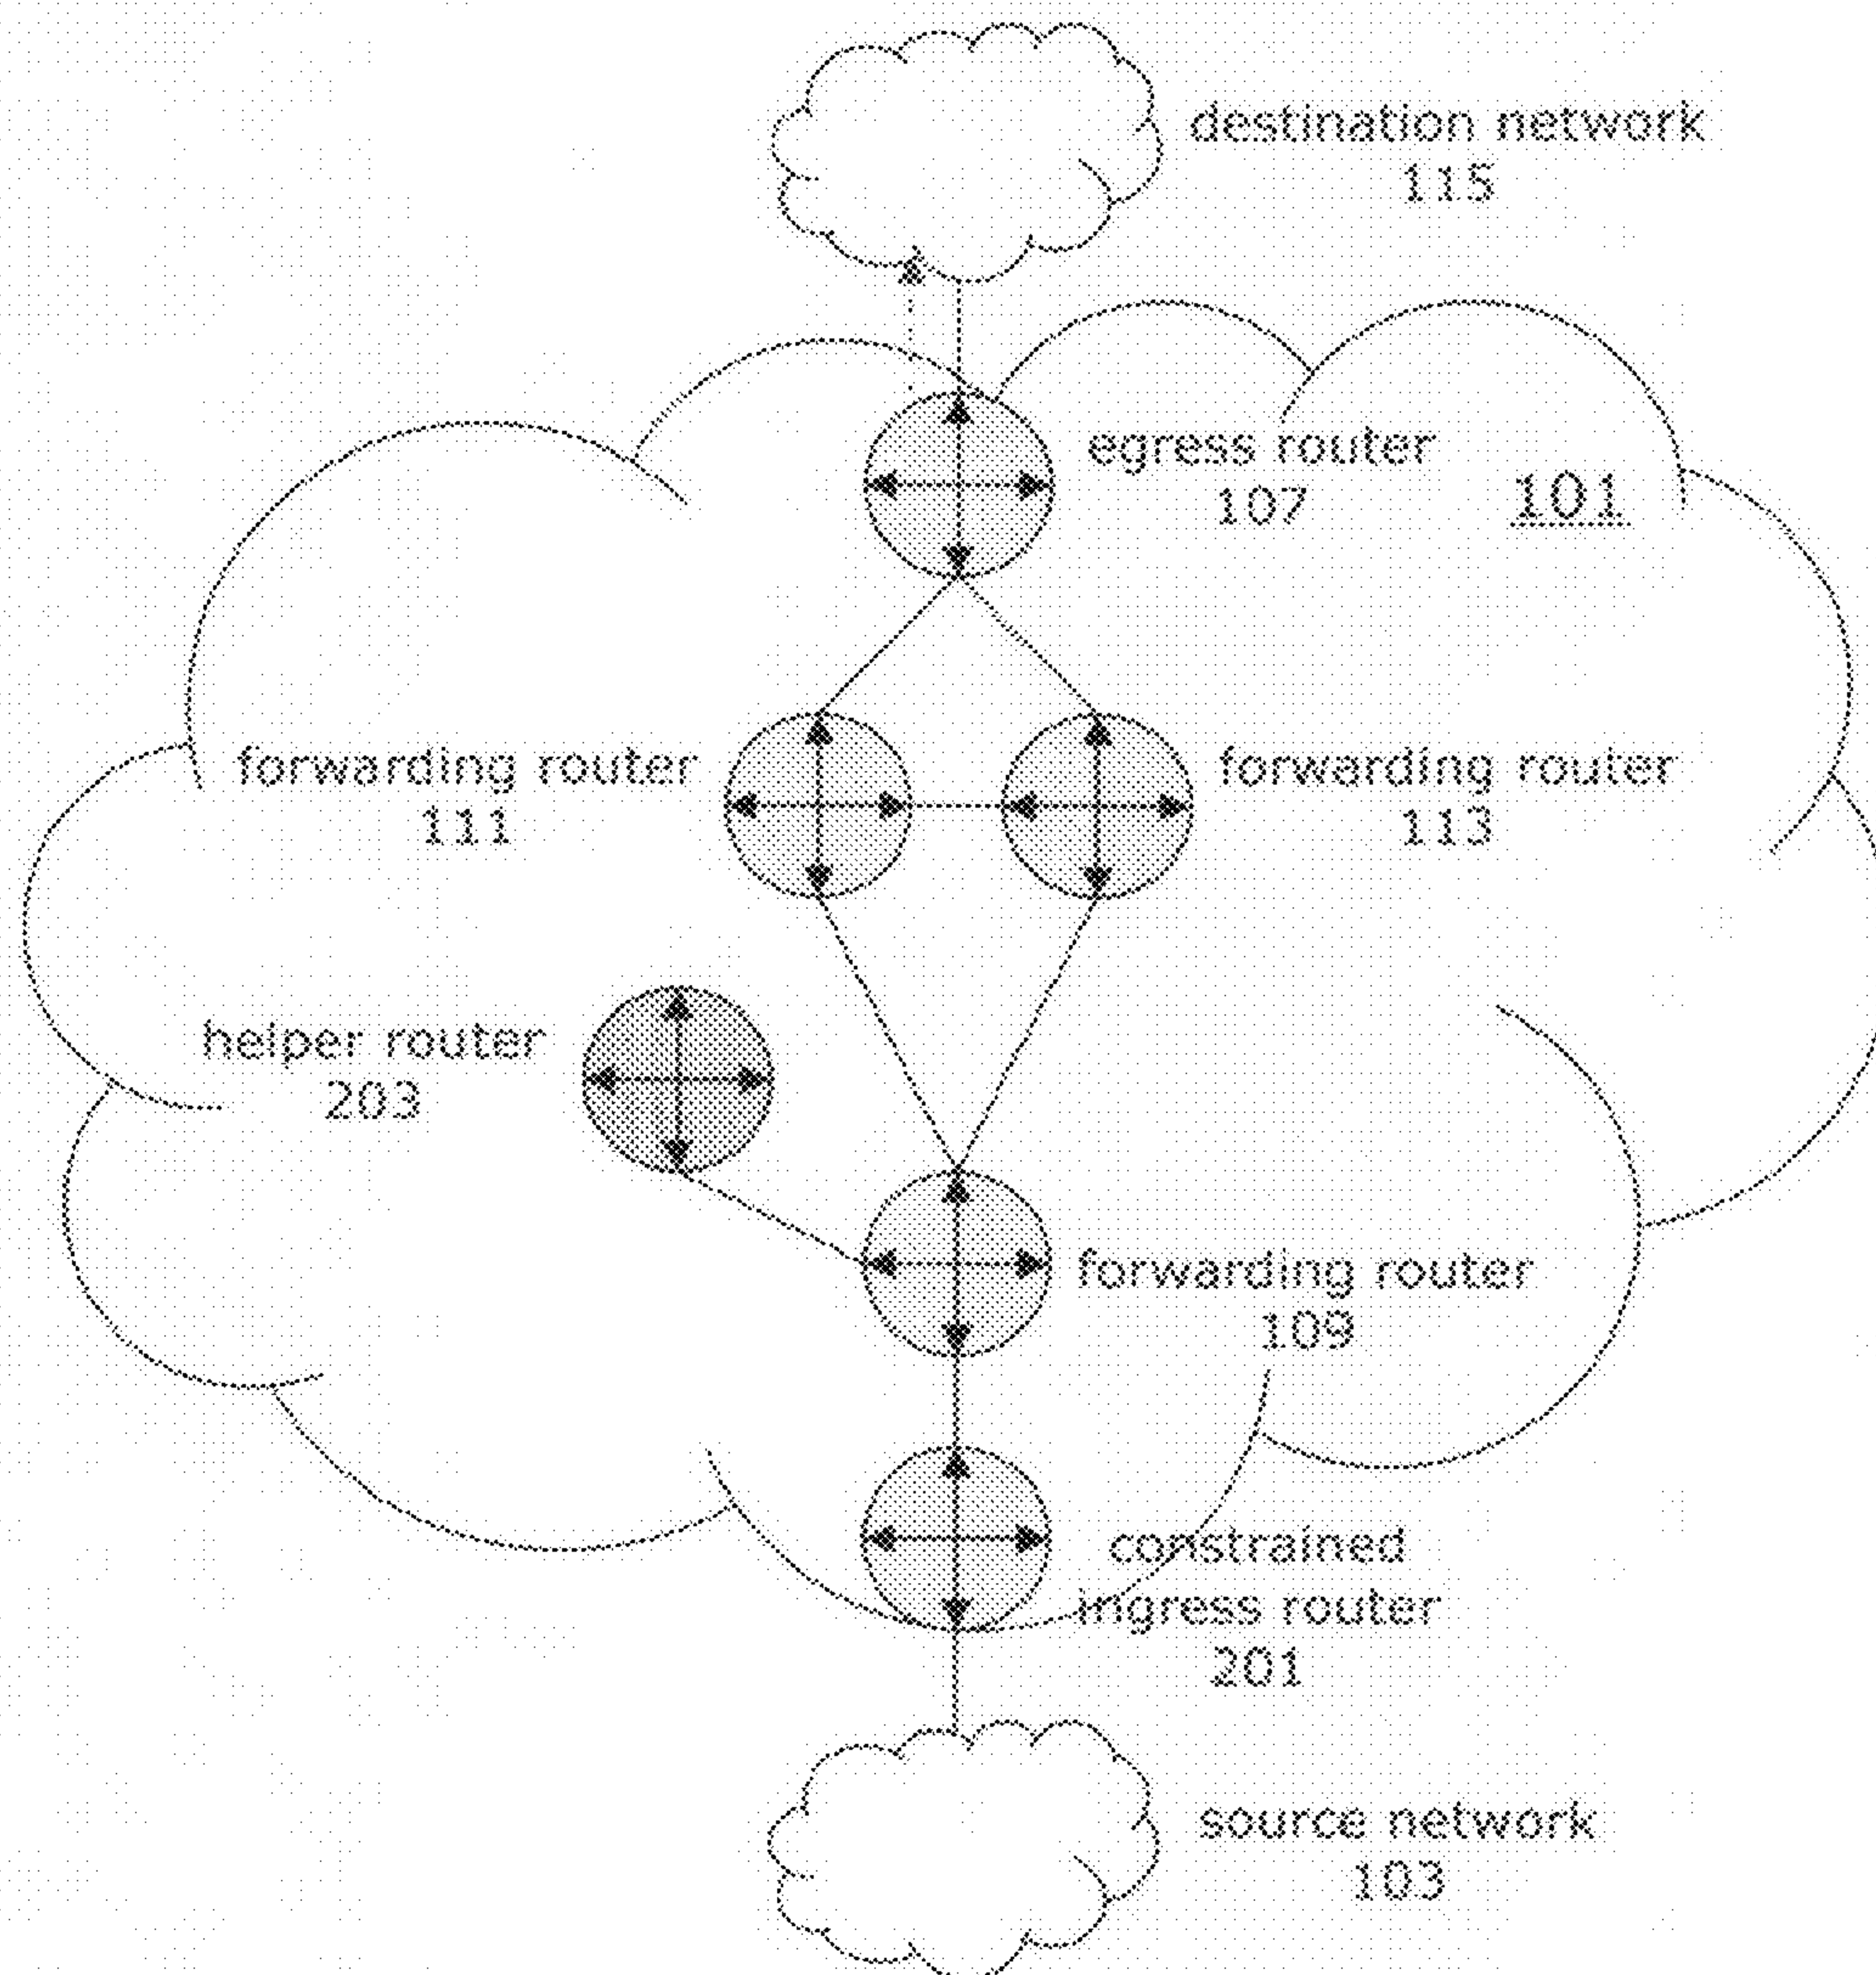 destination network
115
egress router
107
101
forwarding router
111
forwarding router
113
helper router
203
forwarding router
109
constrained
ingress router
201
source network
103